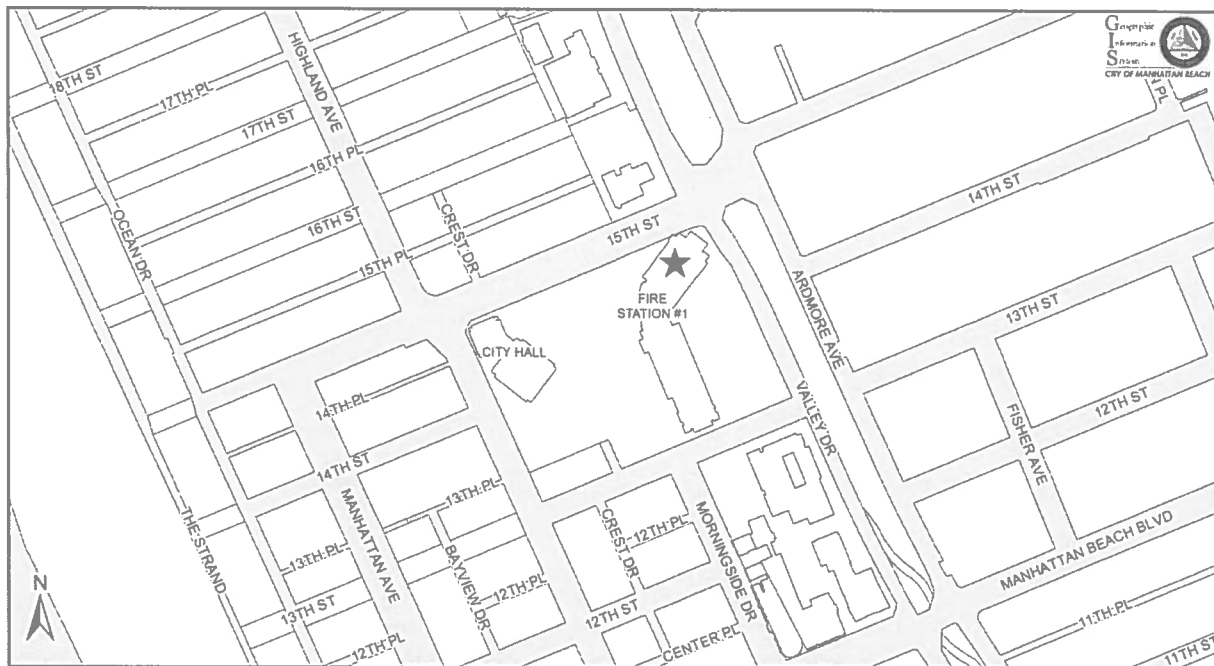 Geographic
Information
System
CITY OF MANHATTAN BEACH
18TH ST
17TH PL
HIGHLAND AVE
17TH ST
16TH PL
OCEAN DR
16TH ST
CREST DR
15TH PL
15TH ST
14TH ST
FIRE
STATION #1
ARDMORE AVE
13TH ST
CITY HALL
14TH PL
VALLEY DR
FISHER AVE
12TH ST
14TH ST
13TH PL
MANHATTAN AVE
THE STRAND
CREST DR
12TH PL
MORNINGSIDE DR
MANHATTAN BEACH BLVD
13TH PL
BAYVIEW DR
12TH PL
N
13TH ST
12TH ST
11TH PL
12TH PL
CENTER PL
11TH ST